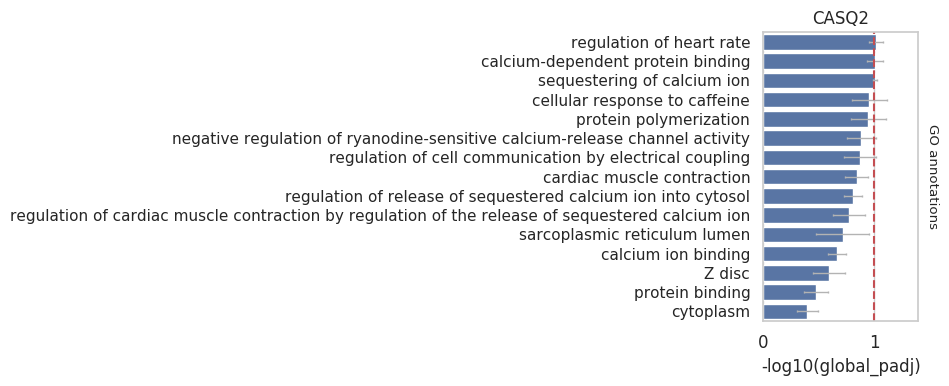 CASQ2
regulation of heart rate
calcium-dependent protein binding
sequestering of calcium ion
cellular response to caffeine
protein polymerization
negative regulation of ryanodine-sensitive calcium-release channel activity
regulation of cell communication by electrical coupling
cardiac muscle contraction
regulation of release of sequestered calcium ion into cytosol
regulation of cardiac muscle contraction by regulation of the release of sequestered calcium ion
sarcoplasmic reticulum lumen
calcium ion binding
Z disc
protein binding
cytoplasm
GO annotations
0 1
-log10(global_padj)